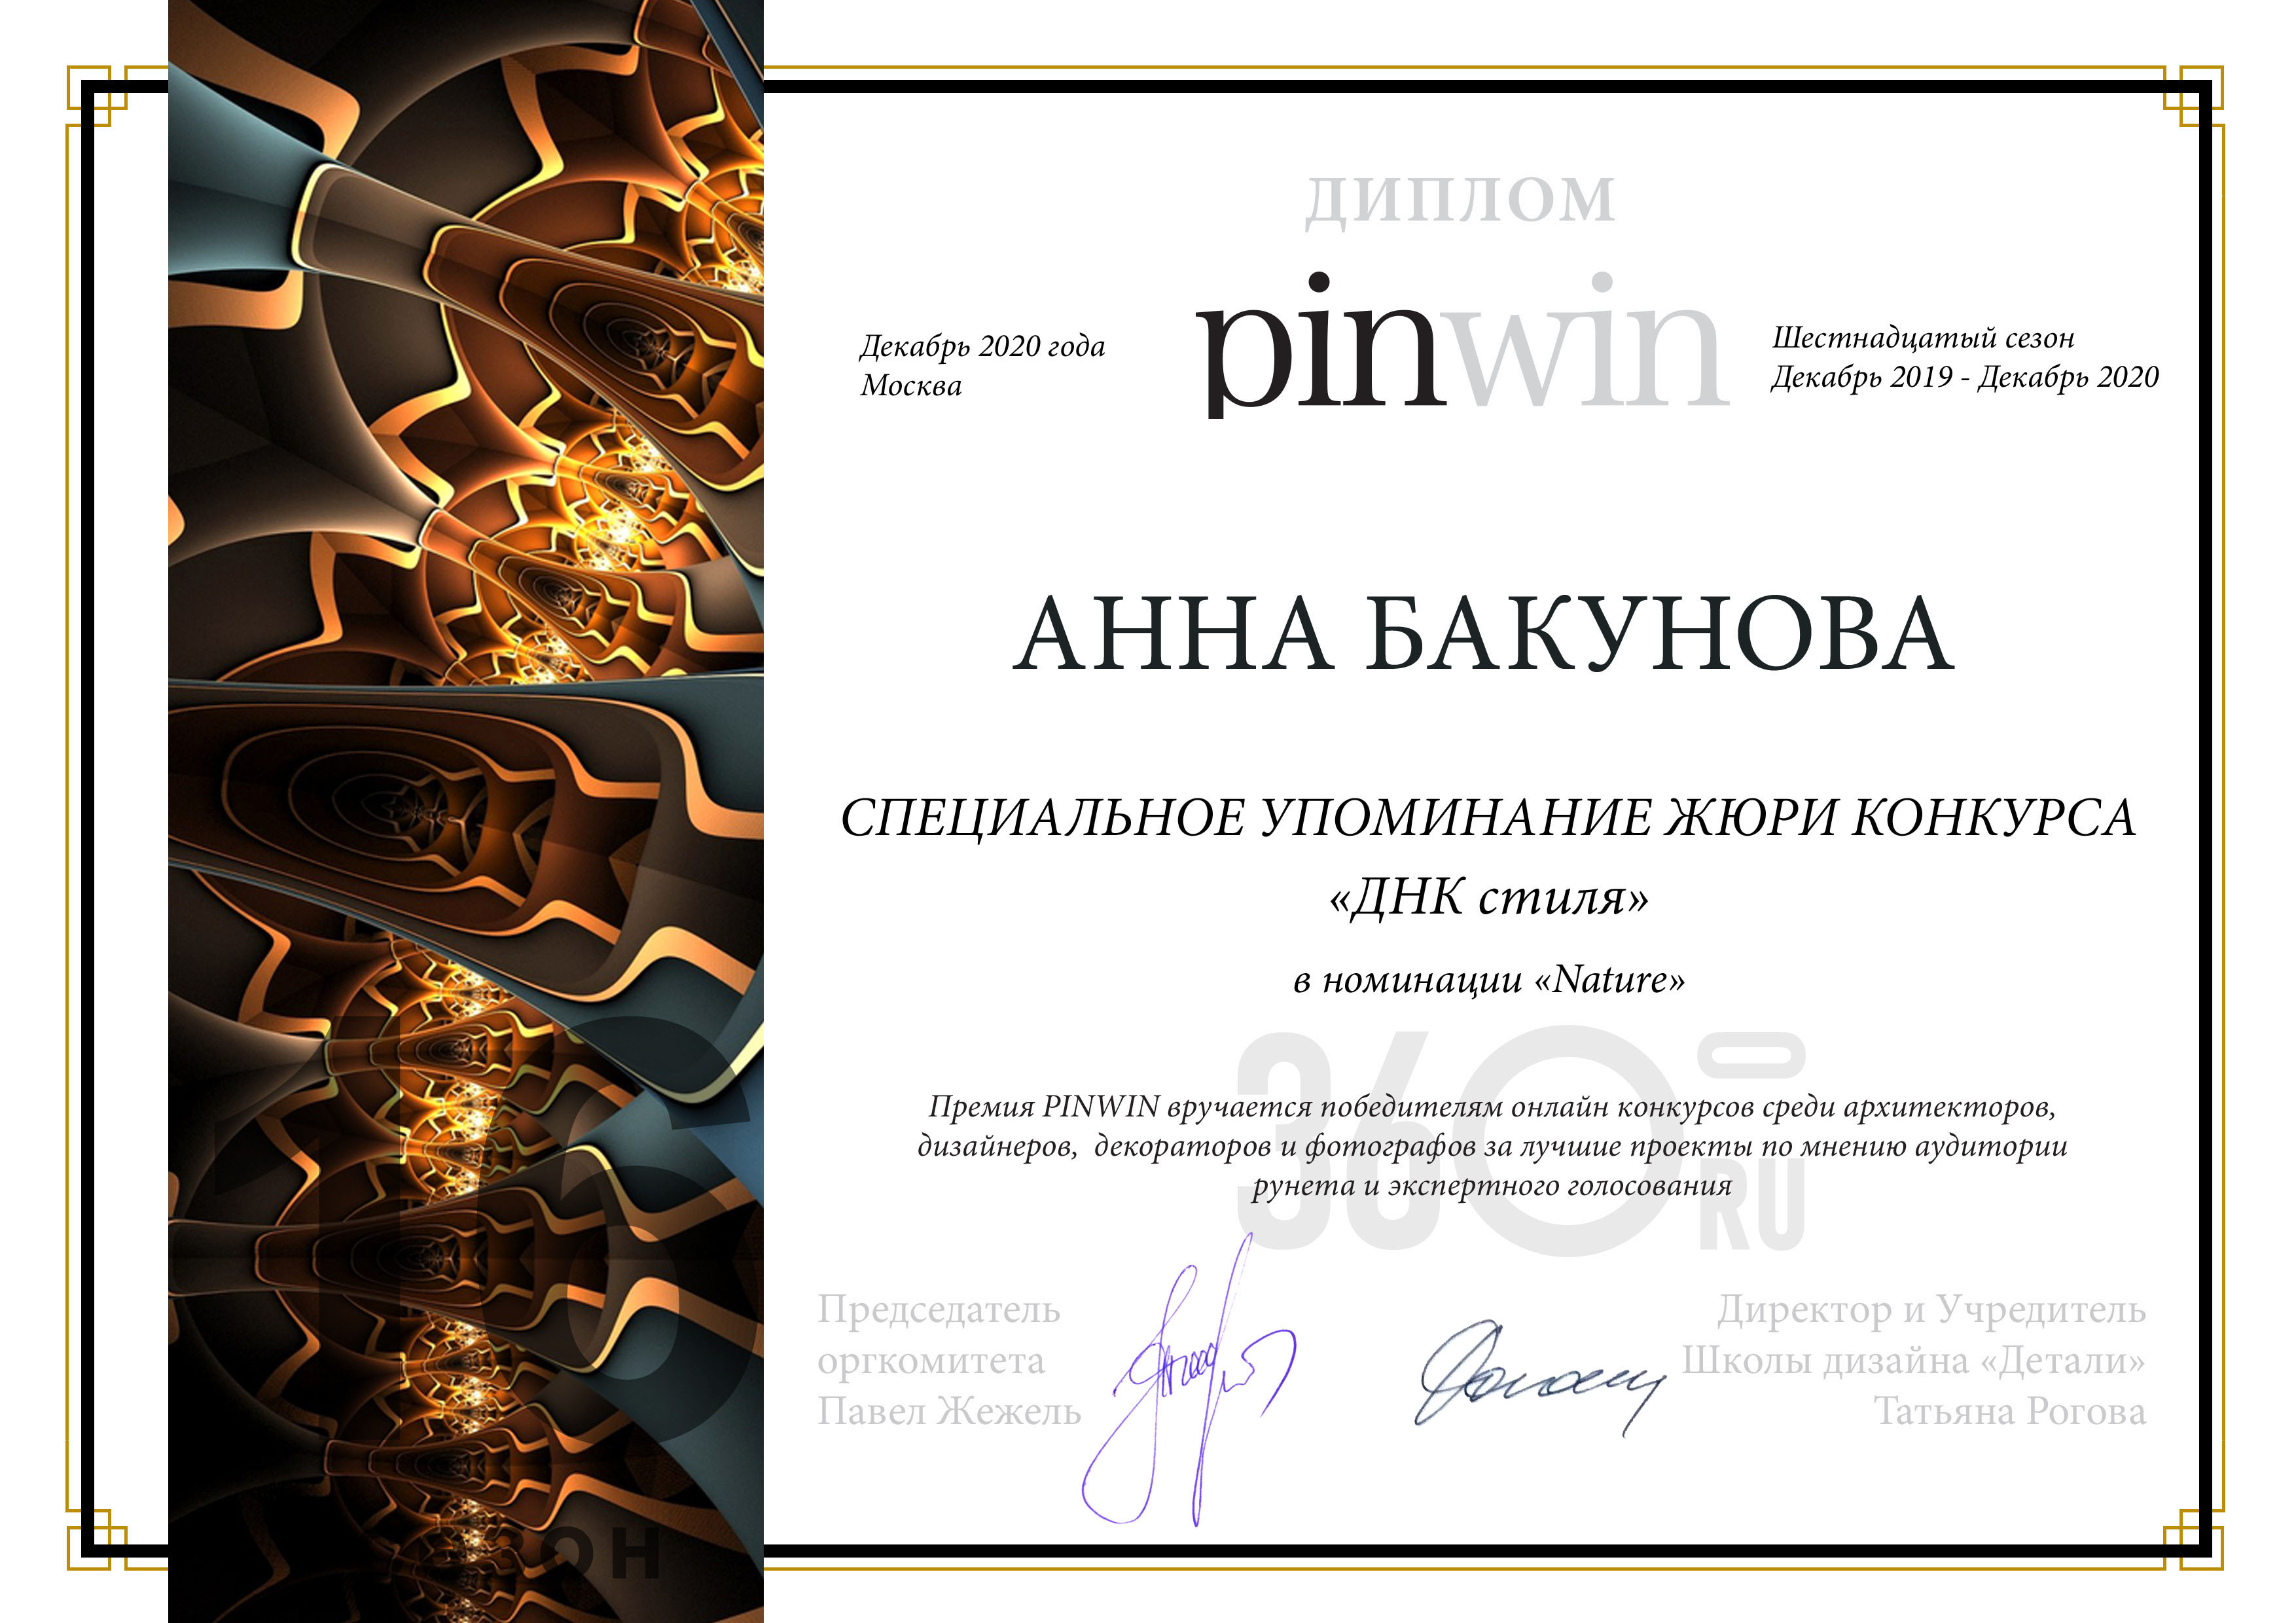 ДИПЛОМ
pinwin
Декабрь 2020 года
Москва
Шестнадцатый сезон
Декабрь 2019 - Декабрь 2020
АННА БАКУНОВА
СПЕЦИАЛЬНОЕ УПОМИНАНИЕ ЖЮРИ КОНКУРСА
«ДНК стиля»
в номинации «Nature»
360 RU
Премия PINWIN вручается победителям онлайн конкурсов среди архитекторов,
дизайнеров,  декораторов и фотографов за лучшие проекты по мнению аудитории
рунета и экспертного голосования
Председатель
оргкомитета
Павел Жежель
Директор и Учредитель
Школы дизайна «Детали»
Татьяна Рогова
16